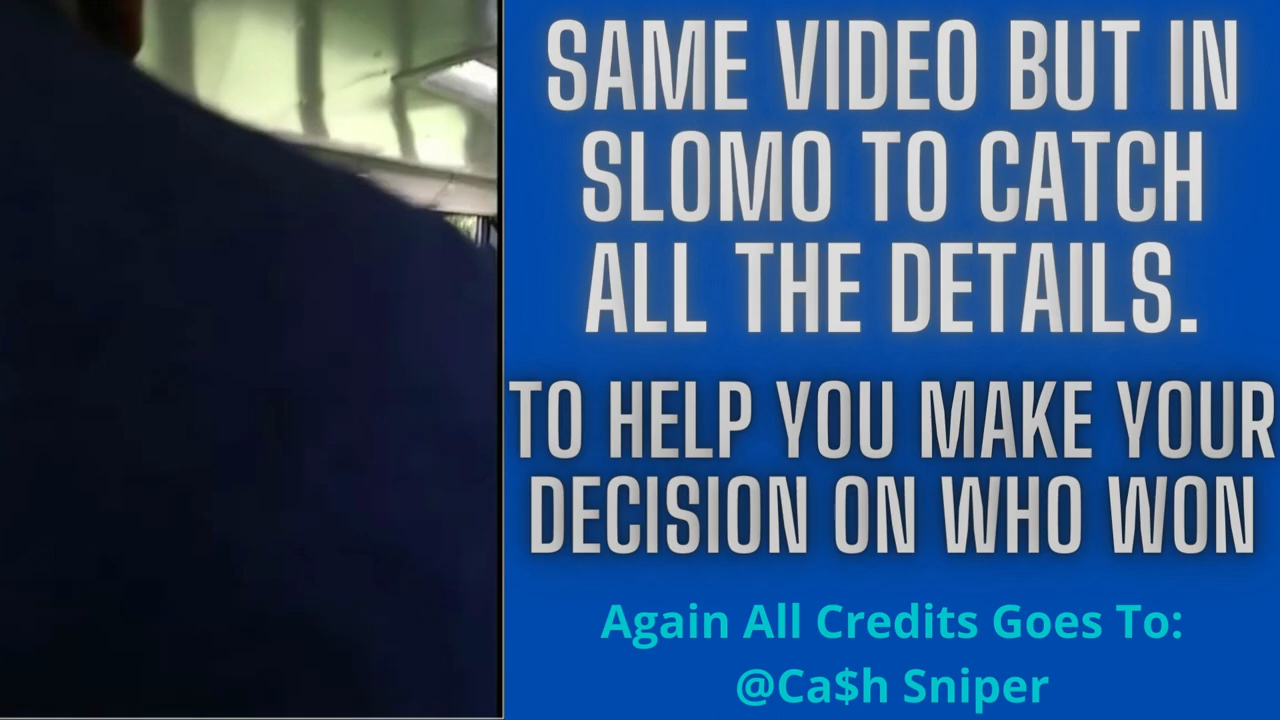 SAME VIDEO BUT IN
SLOMO TO CATCH
ALL THE DETAILS.
TO HELP YOU MAKE YOUR
DECISION ON WHO WON
Again All Credits Goes To:
@Ca$h Sniper